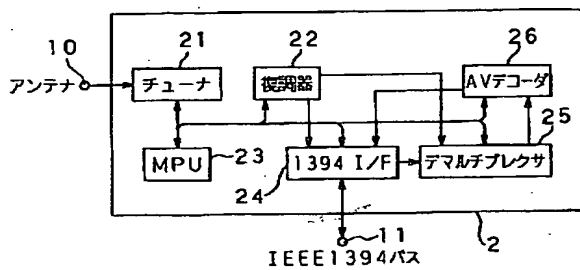 10
21
22
26
アンテナ
チューナ
復調器
AVデコーダ
25
MPU
23
24
1394 I/F
デマルチプレクサ
11
2
IEEE1394バス